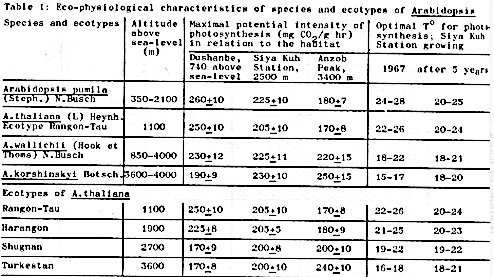 Table 1: Eco-physiological characteristics of species and ecotypes of Arabidopsis
Species and ecotypes Altitude above sea-level (m) Maximal potential intensity of photosynthesis (mg CO2/g hr) in relation to the habitat Optimal T° for photosynthesis; Siya Kuh Station growing
Dushanbe, 740 above sea-level Siya Kuh Station, 2500 m Anzob Peak, 3400 m 1967 after 5 years
Arabidopsis pumila
(Steph.) N.Busch 350-2100 260±10 225±10 180±7 24-28 20-25
A.thaliana (L) Heynh.
Ecotype Rangon-Tau 1100 250±10 205±10 170±8 22-26 20-24
A.wallichii (Hook et
Thoms) N.Busch 850-4000 230±12 225±11 220±15 18-22 18-21
A.korshinskyi Botsch. 3600-4000 190±9 230±10 250±15 15-17 18-20
Ecotypes of A.thaliana
Rangon-Tau 1100 250±10 205±10 170±8 22-26 20-24
Harangon 1900 225±8 205±5 180±9 21-25 20-23
Shugnan 2700 170±9 200±8 200±10 19-22 19-22
Turkestan 3600 170±8 200±10 240±10 16-18 18-21